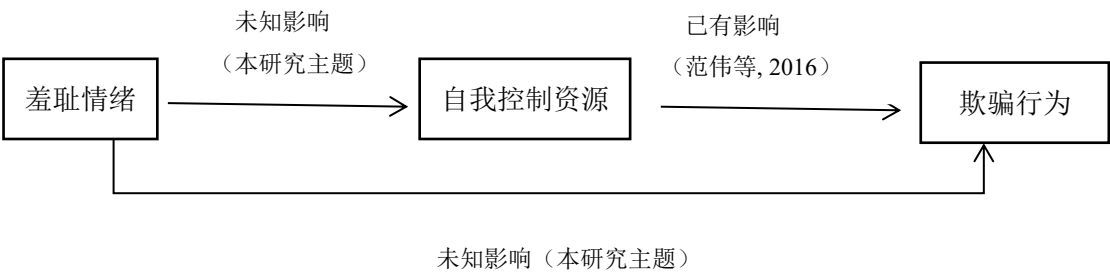 未知影响
（本研究主题）
已有影响
（范伟等, 2016）
羞耻情绪
自我控制资源
欺骗行为
未知影响（本研究主题）